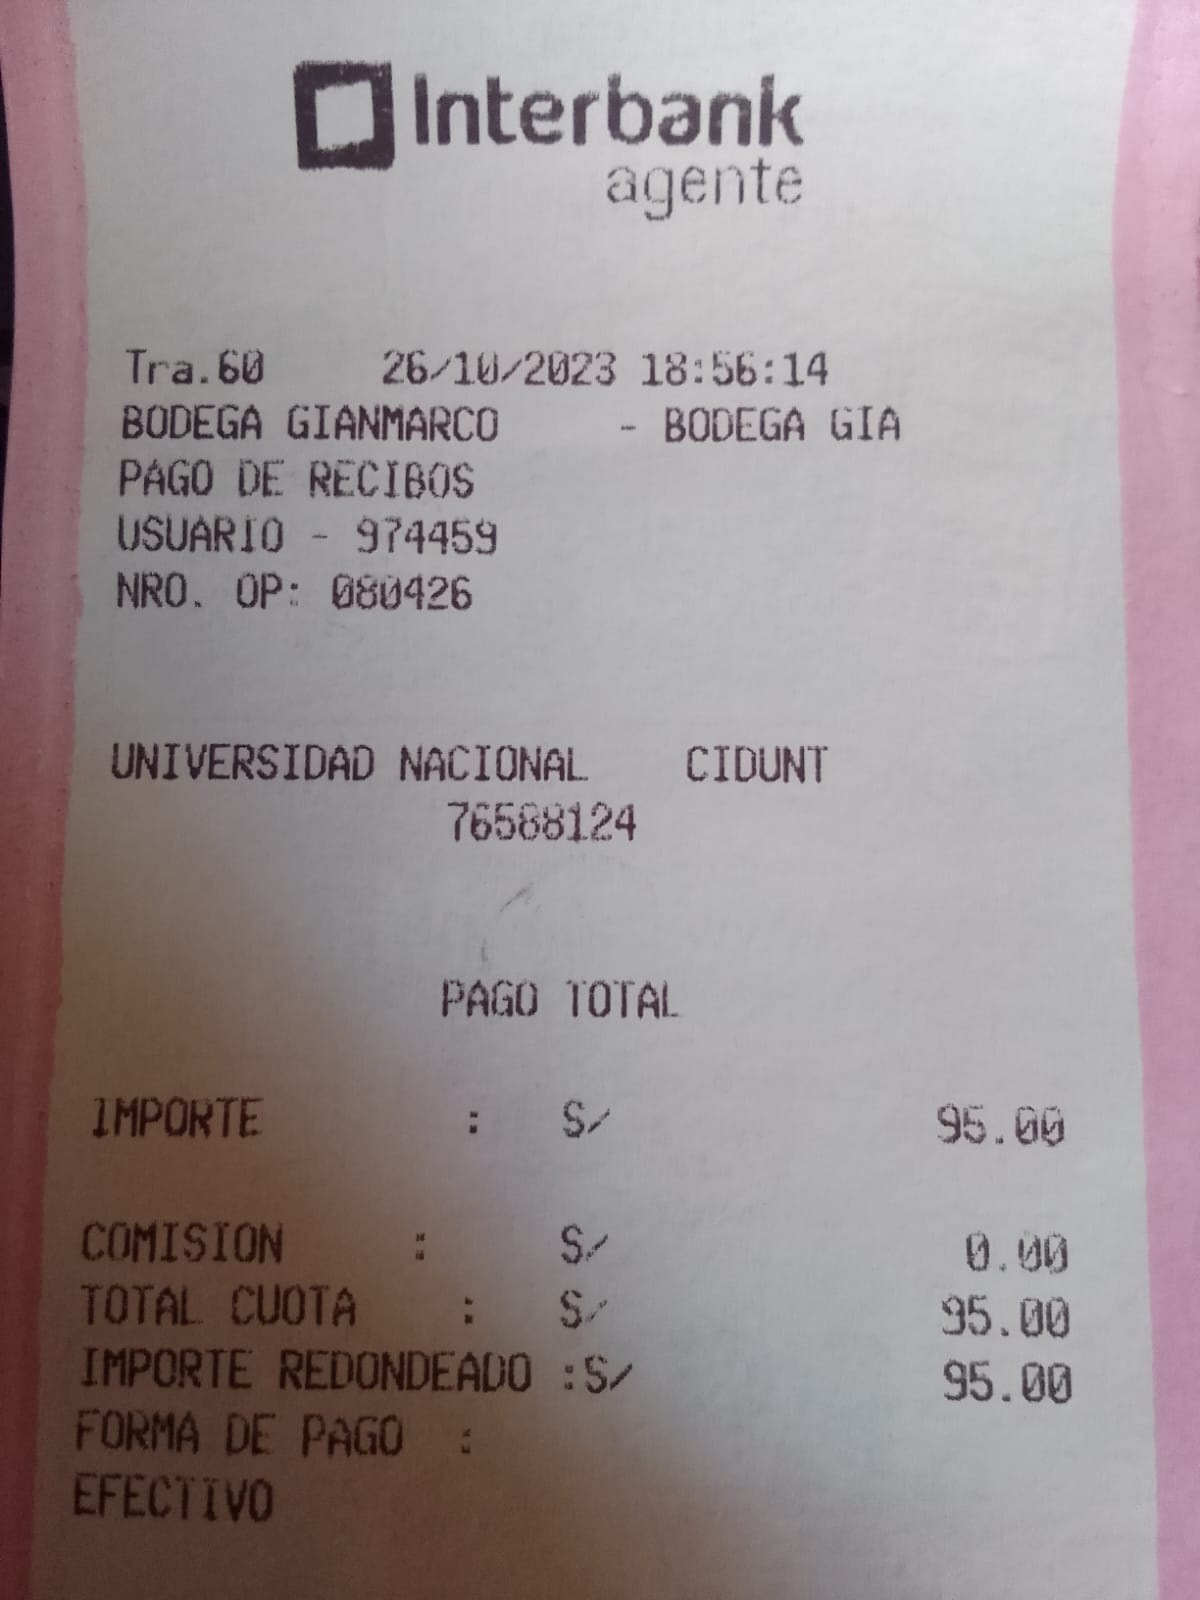 Interbank
agente
Tra.60 26/10/2023 18:56:14
BODEGA GIANMARCO - BODEGA GIA
PAGO DE RECIBOS
USUARIO - 974459
NRO. OP: 080426
UNIVERSIDAD NACIONAL CIDUNT
76588124
PAGO TOTAL
IMPORTE : S/ 95.00
COMISION : S/ 0.00
TOTAL CUOTA : S/ 95.00
IMPORTE REDONDEADO :S/ 95.00
FORMA DE PAGO :
EFECTIVO